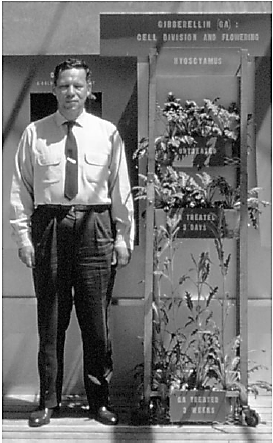 GIBBERELLIN (GA) :
CELL DIVISION AND FLOWERING
HYOSCYAMUS
UNTREATED
GA TREATED
3 DAYS
GA TREATED
3 WEEKS